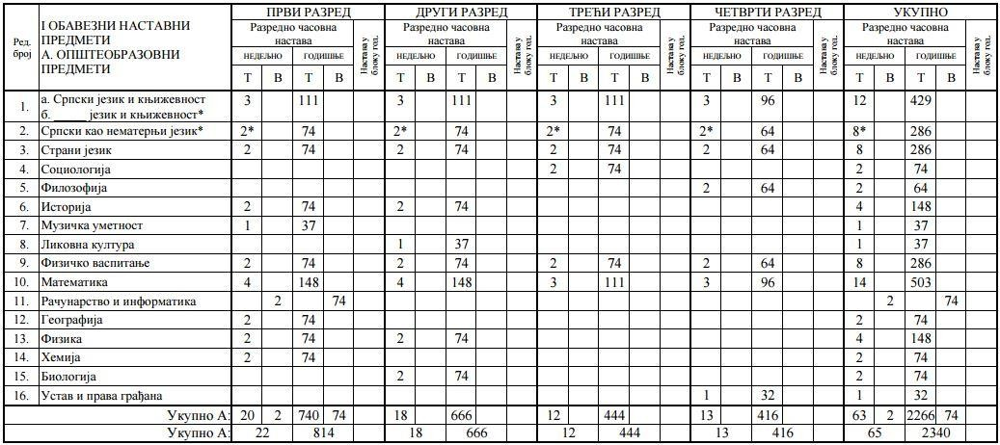 ПРВИ РАЗРЕД ДРУГИ РАЗРЕД ТРЕЋИ РАЗРЕД ЧЕТВРТИ РАЗРЕД УКУПНО
Ред. број I ОБАВЕЗНИ НАСТАВНИ ПРЕДМЕТИ А. ОПШТЕОБРАЗОВНИ ПРЕДМЕТИ
Разредно часовна настава Настава у блоку год. Разредно часовна настава Настава у блоку год. Разредно часовна настава Настава у блоку год. Разредно часовна настава Настава у блоку год. Разредно часовна настава Настава у блоку год.
НЕДЕЉНО ГОДИШЊЕ НЕДЕЉНО ГОДИШЊЕ НЕДЕЉНО ГОДИШЊЕ НЕДЕЉНО ГОДИШЊЕ НЕДЕЉНО ГОДИШЊЕ
Т В Т В Т В Т В Т В Т В Т В Т В Т В Т В
1. а. Српски језик и књижевност 3 111 3 111 3 111 3 96 12 429
б. _____ језик и књижевност*
2. Српски као нематерњи језик* 2* 74 2* 74 2* 74 2* 64 8* 286
3. Страни језик 2 74 2 74 2 74 2 64 8 286
4. Социологија 2 74 2 74
5. Филозофија 2 64 2 64
6. Историја 2 74 2 74 4 148
7. Музичка уметност 1 37 1 37
8. Ликовна култура 1 37 1 37
9. Физичко васпитање 2 74 2 74 2 74 2 64 8 286
10. Математика 4 148 4 148 3 111 3 96 14 503
11. Рачунарство и информатика 2 74 2 74
12. Географија 2 74 2 74
13. Физика 2 74 2 74 4 148
14. Хемија 2 74 2 74
15. Биологија 2 74 2 74
16. Устав и права грађана 1 32 1 32
Укупно А: 20 2 740 74 18 666 12 444 13 416 63 2 2266 74
Укупно А: 22 814 18 666 12 444 13 416 65 2340